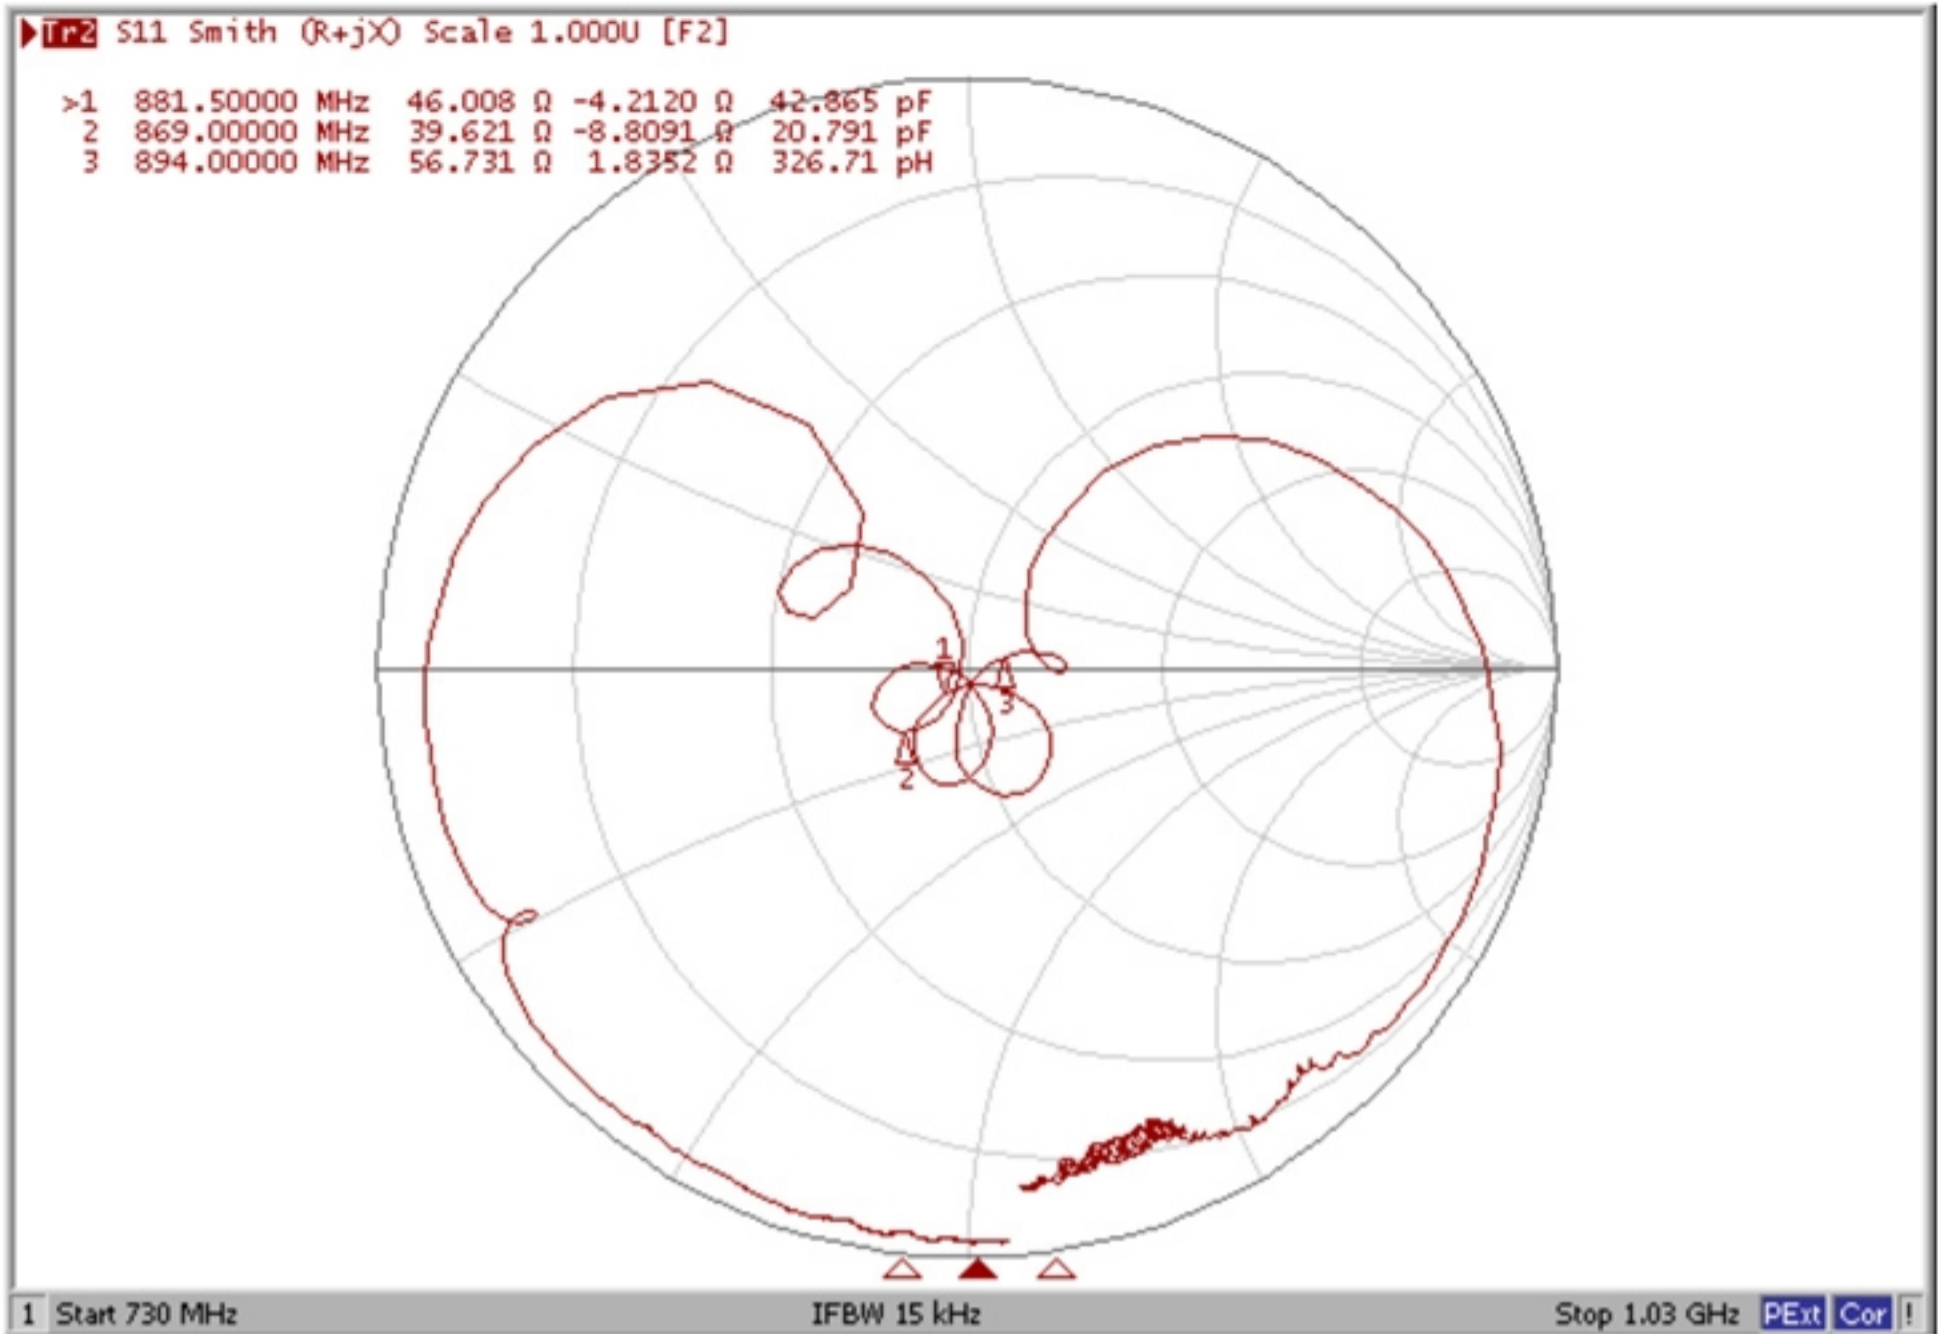 Tr2 S11 Smith (R+jX) Scale 1.000U [F2]
>1 881.50000 MHz 46.008 Ω -4.2120 Ω 42.865 pF
2 869.00000 MHz 39.621 Ω -8.8091 Ω 20.791 pF
3 894.00000 MHz 56.731 Ω 1.8352 Ω 326.71 pH
1
3
2
1 Start 730 MHz IFBW 15 kHz Stop 1.03 GHz PExt Cor !